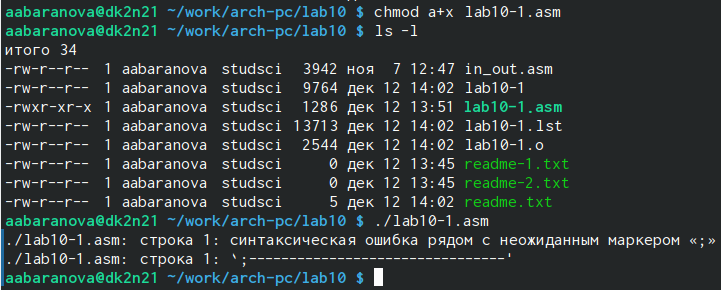 aabaranova@dk2n21 ~/work/arch-pc/lab10 $ chmod a+x lab10-1.asm
aabaranova@dk2n21 ~/work/arch-pc/lab10 $ ls -l
итого 34
-rw-r--r-- 1 aabaranova studsci  3942 ноя  7 12:47 in_out.asm
-rw-r--r-- 1 aabaranova studsci  9764 дек 12 14:02 lab10-1
-rwxr-xr-x 1 aabaranova studsci  1286 дек 12 13:51 lab10-1.asm
-rw-r--r-- 1 aabaranova studsci 13713 дек 12 14:02 lab10-1.lst
-rw-r--r-- 1 aabaranova studsci  2544 дек 12 14:02 lab10-1.o
-rw-r--r-- 1 aabaranova studsci     0 дек 12 13:45 readme-1.txt
-rw-r--r-- 1 aabaranova studsci     0 дек 12 13:45 readme-2.txt
-rw-r--r-- 1 aabaranova studsci     5 дек 12 14:02 readme.txt
aabaranova@dk2n21 ~/work/arch-pc/lab10 $ ./lab10-1.asm
./lab10-1.asm: строка 1: синтаксическая ошибка рядом с неожиданным маркером «;»
./lab10-1.asm: строка 1: `;--------------------------------'
aabaranova@dk2n21 ~/work/arch-pc/lab10 $